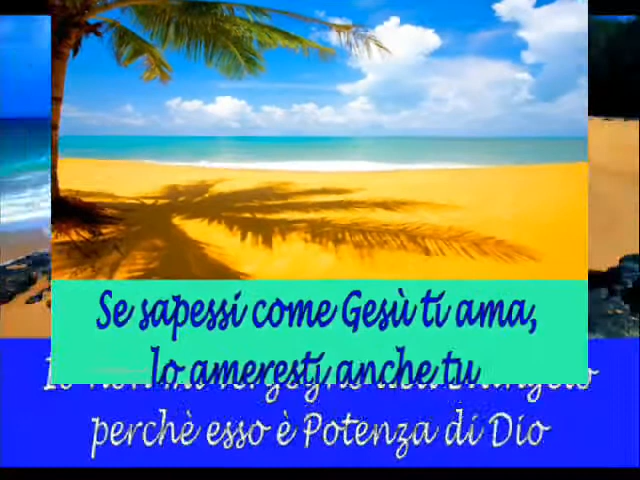 Se sapessi come Gesù ti ama,
lo ameresti anche tu
perchè esso è Potenza di Dio